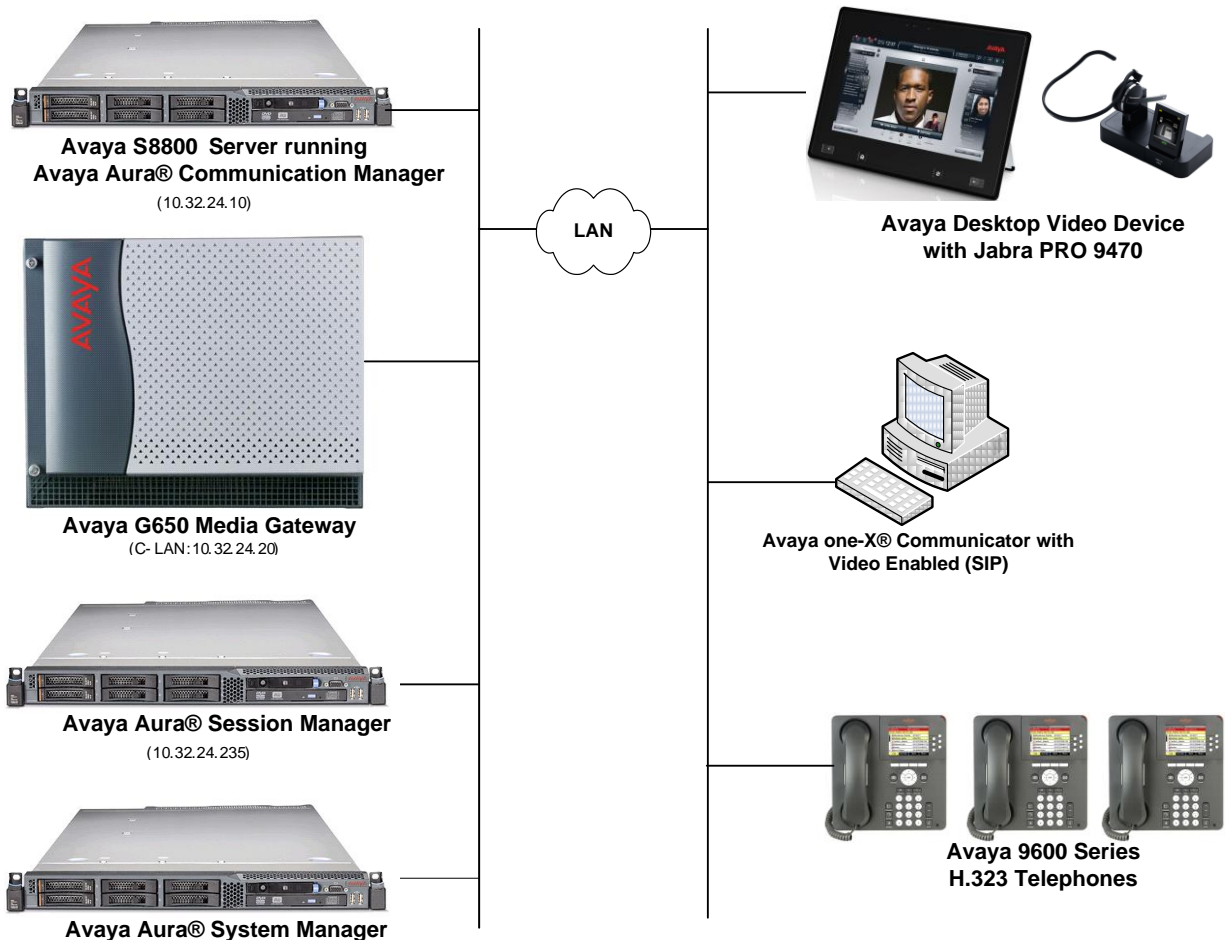 Avaya S8800 Server running
Avaya Aura® Communication Manager
(10.32.24.10)
AVAYA
Avaya G650 Media Gateway
(C-LAN:10.32.24.20)
Avaya Aura® Session Manager
(10.32.24.235)
Avaya Aura® System Manager
LAN
AVAYA
Avaya Desktop Video Device
with Jabra PRO 9470
Avaya one-X® Communicator with
Video Enabled (SIP)
Avaya 9600 Series
H.323 Telephones